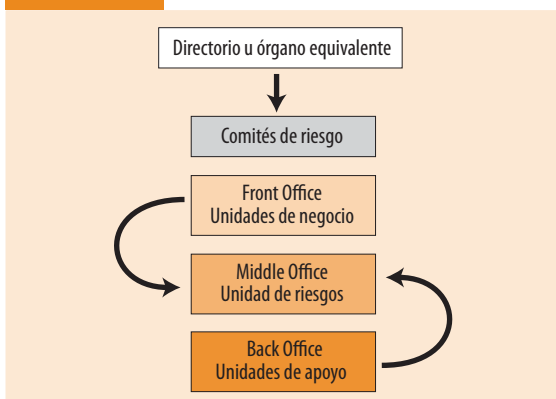 Directorio u órgano equivalente
Comités de riesgo
Front Office
Unidades de negocio
Middle Office
Unidad de riesgos
Back Office
Unidades de apoyo